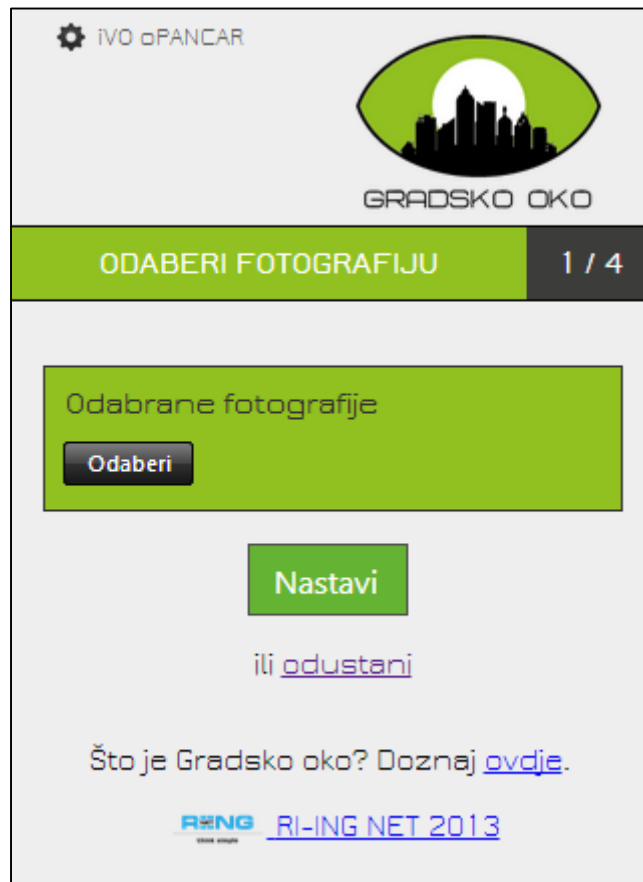 iVO oPANCAR
GRADSKO OKO
ODABERI FOTOGRAFIJU
1 / 4
Odabrane fotografije
Odaberi
Nastavi
ili odustani
Što je Gradsko oko? Doznaj ovdje.
RI-ING NET 2013